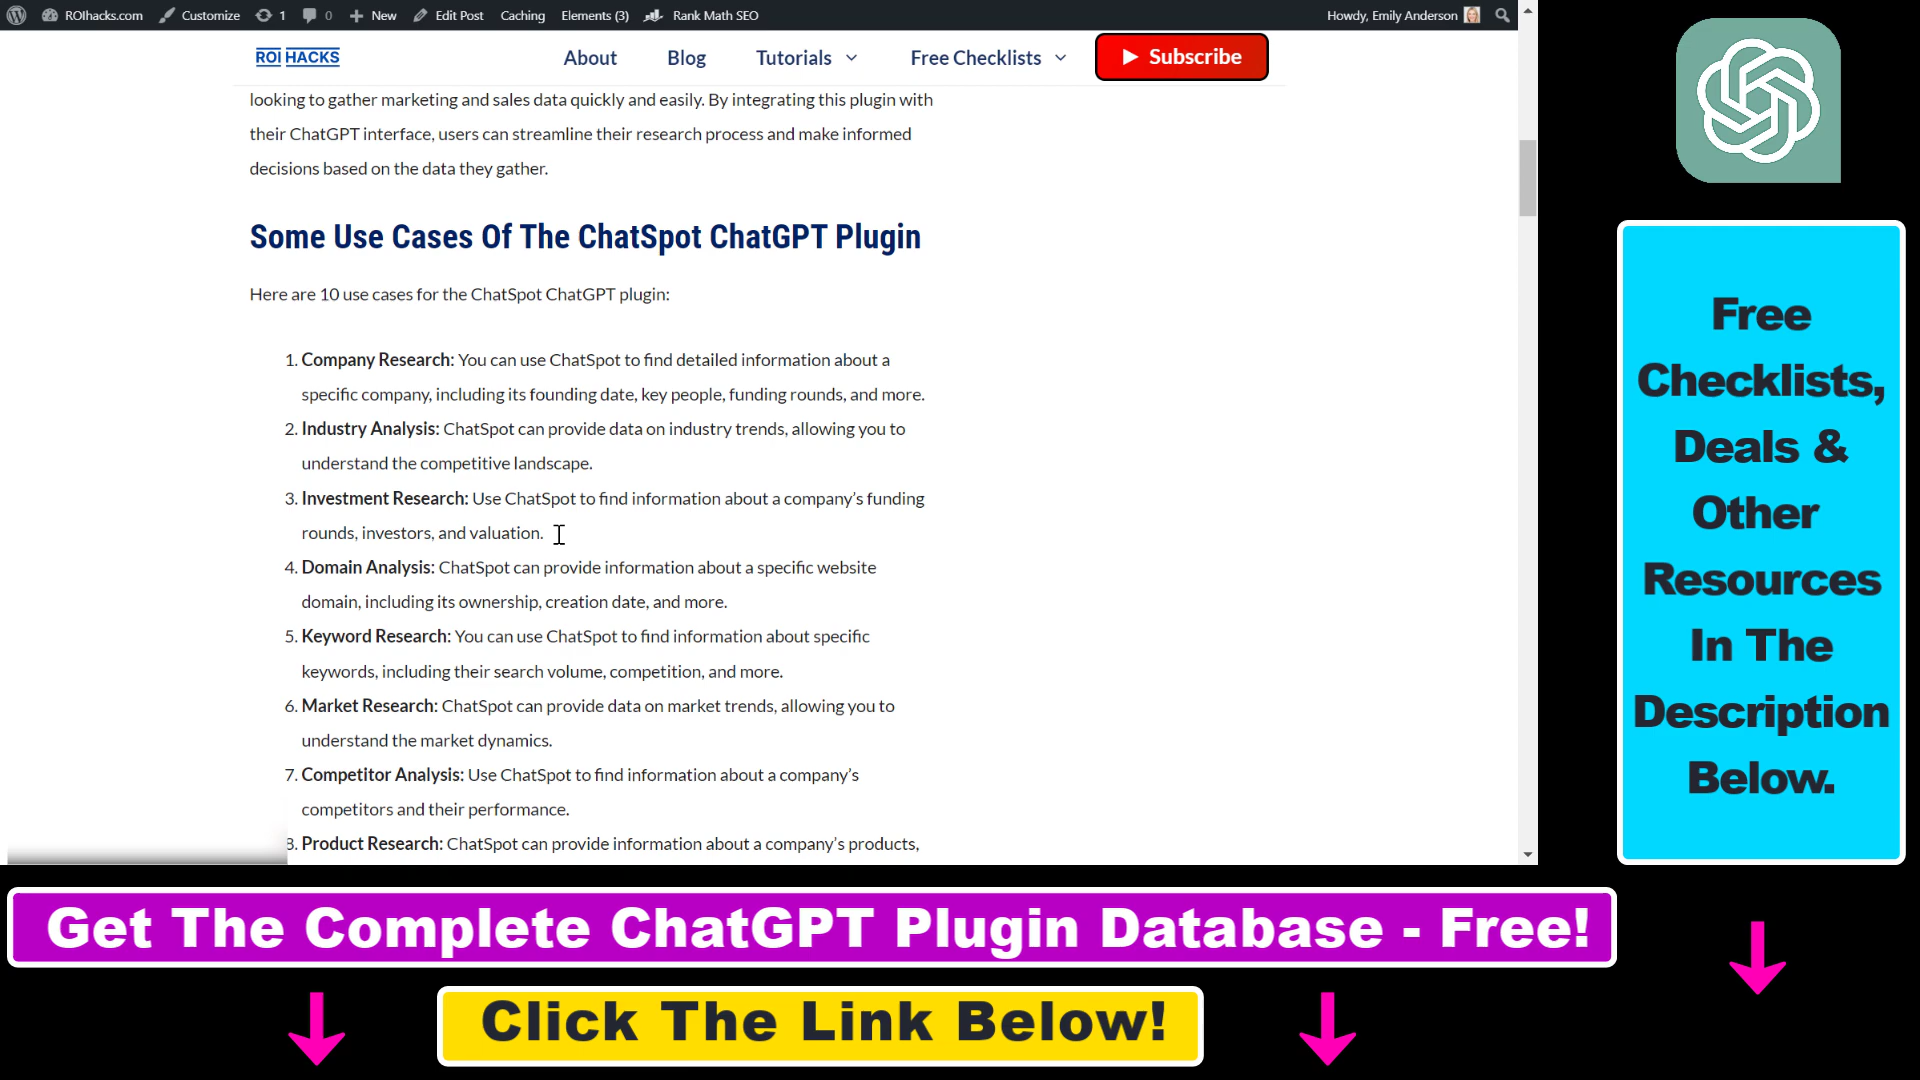 ROIhacks.com Customize 1 0 New Edit Post Caching Elements (3) Rank Math SEO Howdy, Emily Anderson
ROI HACKS About Blog Tutorials Free Checklists Subscribe
looking to gather marketing and sales data quickly and easily. By integrating this plugin with
their ChatGPT interface, users can streamline their research process and make informed
decisions based on the data they gather.
Some Use Cases Of The ChatSpot ChatGPT Plugin
Here are 10 use cases for the ChatSpot ChatGPT plugin:
1. Company Research: You can use ChatSpot to find detailed information about a
specific company, including its founding date, key people, funding rounds, and more.
2. Industry Analysis: ChatSpot can provide data on industry trends, allowing you to
understand the competitive landscape.
3. Investment Research: Use ChatSpot to find information about a company’s funding
rounds, investors, and valuation.
4. Domain Analysis: ChatSpot can provide information about a specific website
domain, including its ownership, creation date, and more.
5. Keyword Research: You can use ChatSpot to find information about specific
keywords, including their search volume, competition, and more.
6. Market Research: ChatSpot can provide data on market trends, allowing you to
understand the market dynamics.
7. Competitor Analysis: Use ChatSpot to find information about a company’s
competitors and their performance.
8. Product Research: ChatSpot can provide information about a company’s products,
Free
Checklists,
Deals &
Other
Resources
In The
Description
Below.
Get The Complete ChatGPT Plugin Database - Free!
Click The Link Below!